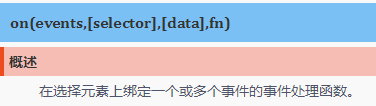 on(events,[selector],[data],fn)
概述
在选择元素上绑定一个或多个事件的事件处理函数。